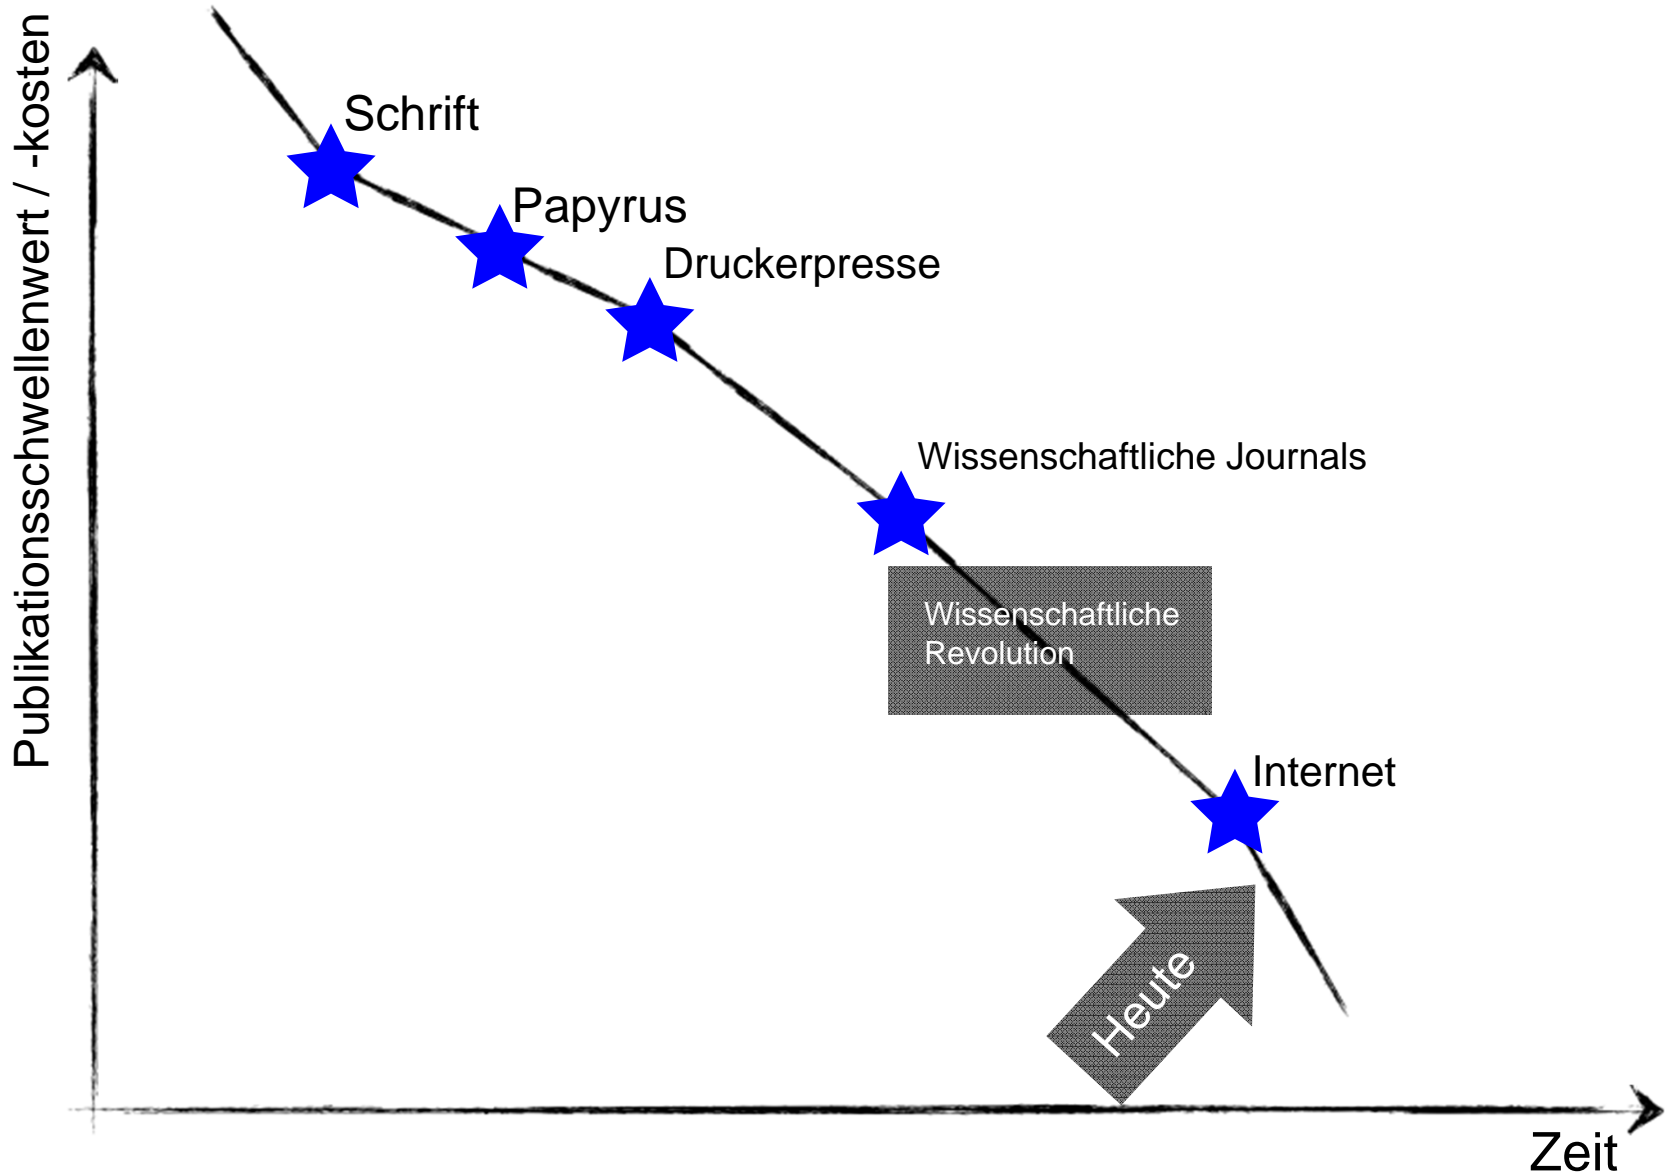 Publikationsschwellenwert / -kosten
Schrift
Papyrus
Druckerpresse
Wissenschaftliche Journals
Wissenschaftliche
Revolution
Internet
Heute
Zeit